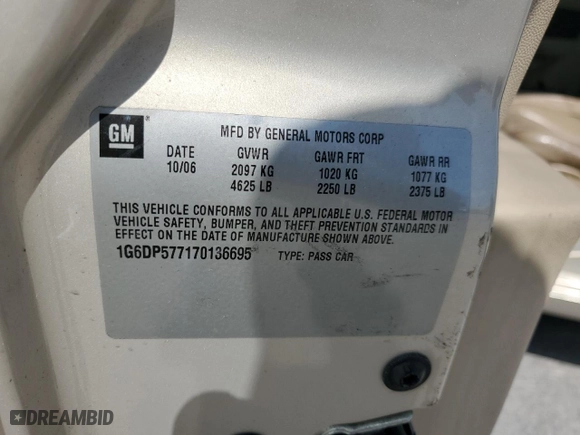 GM
MFD BY GENERAL MOTORS CORP
DATE GVWR GAWR FRT GAWR RR
10/06 2097 KG 1020 KG 1077 KG
4625 LB 2250 LB 2375 LB
THIS VEHICLE CONFORMS TO ALL APPLICABLE U.S. FEDERAL MOTOR
VEHICLE SAFETY, BUMPER, AND THEFT PREVENTION STANDARDS IN
EFFECT ON THE DATE OF MANUFACTURE SHOWN ABOVE.
1G6DP577170136695 TYPE: PASS CAR
DREAMBID